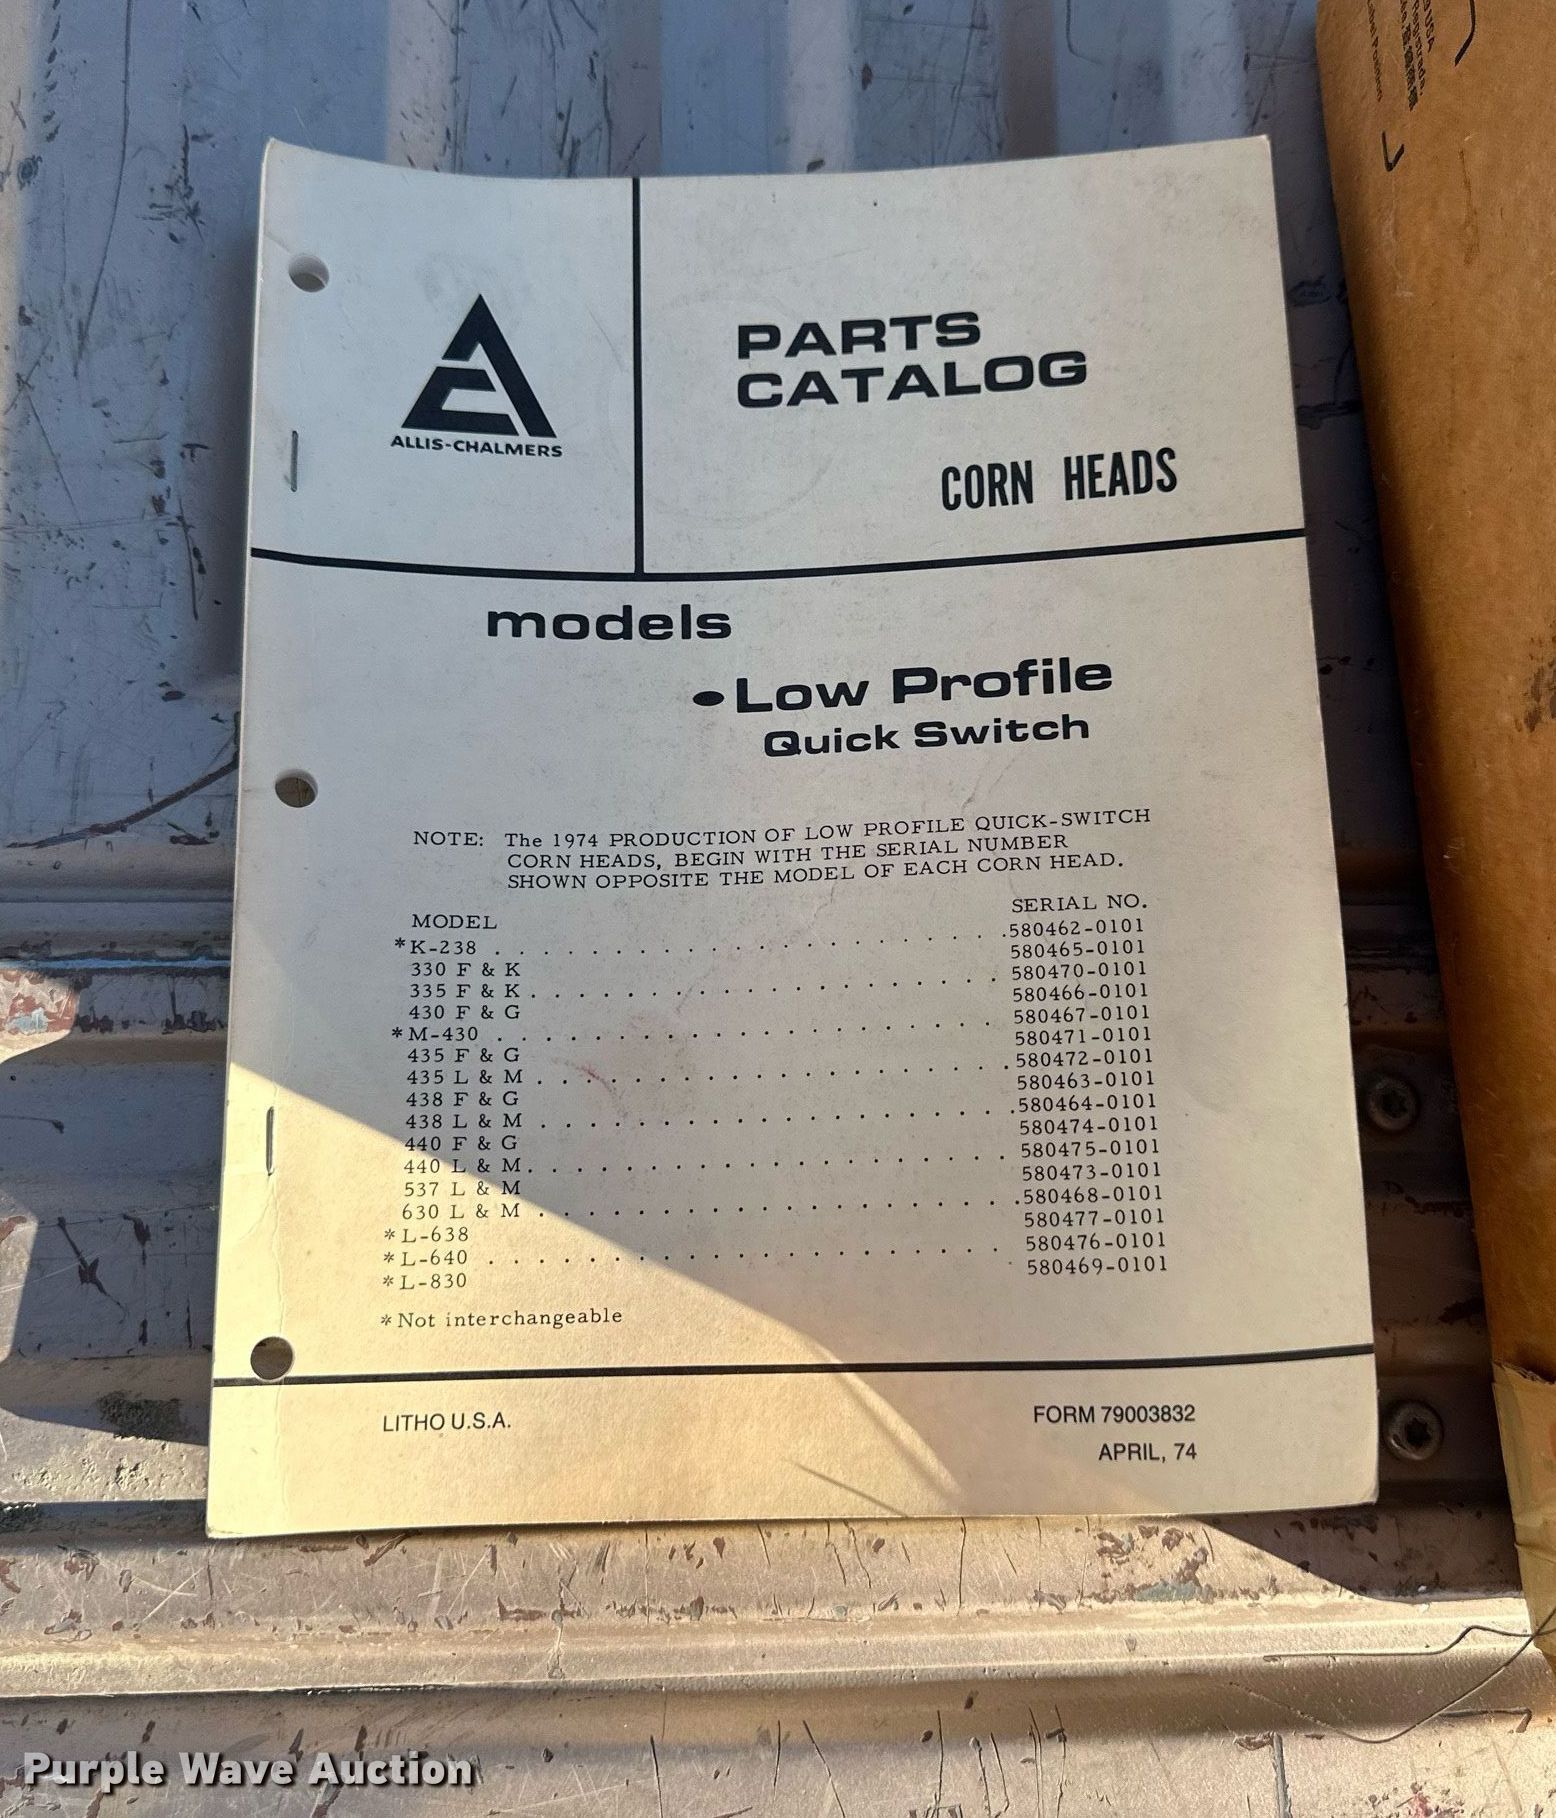 ALLIS-CHALMERS
PARTS
CATALOG
CORN HEADS
models
•Low Profile
Quick Switch
NOTE: The 1974 PRODUCTION OF LOW PROFILE QUICK-SWITCH
CORN HEADS, BEGIN WITH THE SERIAL NUMBER
SHOWN OPPOSITE THE MODEL OF EACH CORN HEAD.
MODEL SERIAL NO.
*K-238 . . . . . . . . . . . . . . . . . . . . .580462-0101
330 F & K 580465-0101
335 F & K. . . . . . . . . . . . . . . . . . . . 580470-0101
430 F & G 580466-0101
*M-430 . . . . . . . . . . . . . . . . . . . . 580467-0101
435 F & G 580471-0101
435 L & M . . . . . . . . . . . . . . . . . . . .580472-0101
438 F & G 580463-0101
438 L & M . . . . . . . . . . . . . . . . . . . .580464-0101
440 F & G 580474-0101
440 L & M. . . . . . . . . . . . . . . . . . . . 580475-0101
537 L & M 580473-0101
630 L & M . . . . . . . . . . . . . . . . . . . .580468-0101
*L-638 580477-0101
*L-640 . . . . . . . . . . . . . . . . . . . . 580476-0101
*L-830 580469-0101
*Not interchangeable
LITHO U.S.A. FORM 79003832
APRIL, 74
USA
Registrada,
Label Position
Purple Wave Auction